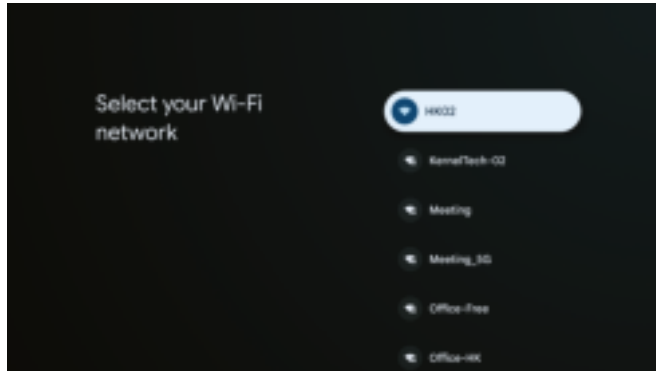 Select your Wi-Fi
network
HK02
KernelTech-02
Meeting
Meeting_5G
Office-Free
Office-HK